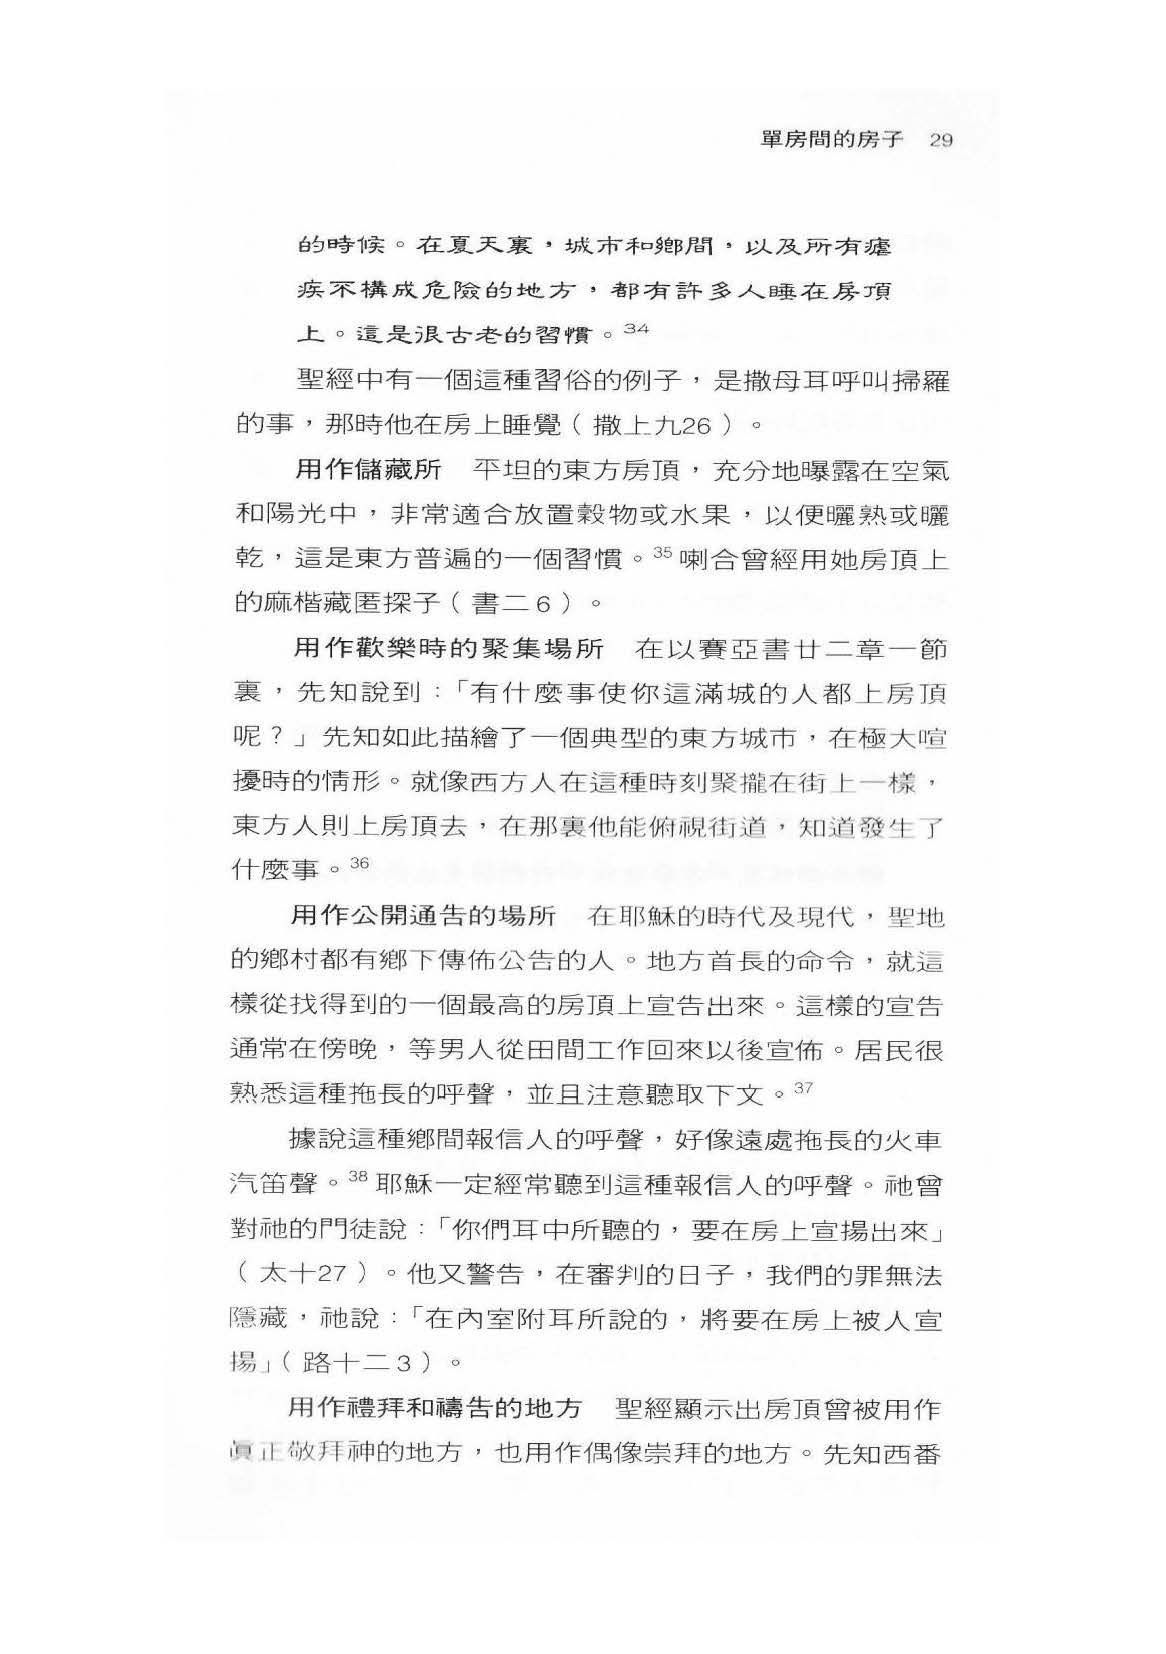 單房間的房子 29
的時候。在夏天裏，城市和鄉間，以及所有瘧
疾不構成危險的地方，都有許多人睡在房頂
上。這是很古老的習慣。34
聖經中有一個這種習俗的例子，是撒母耳呼叫掃羅
的事，那時他在房上睡覺（撒上九26）。
用作儲藏所　平坦的東方房頂，充分地曝露在空氣
和陽光中，非常適合放置穀物或水果，以便曬熟或曬
乾，這是東方普遍的一個習慣。35喇合曾經用她房頂上
的麻楷藏匿探子（書二6）。
用作歡樂時的聚集場所　在以賽亞書廿二章一節
裏，先知說到：「有什麼事使你這滿城的人都上房頂
呢？」先知如此描繪了一個典型的東方城市，在極大喧
擾時的情形。就像西方人在這種時刻聚攏在街上一樣，
東方人則上房頂去，在那裏他能俯視街道，知道發生了
什麼事。36
用作公開通告的場所　在耶穌的時代及現代，聖地
的鄉村都有鄉下傳佈公告的人。地方首長的命令，就這
樣從找得到的一個最高的房頂上宣告出來。這樣的宣告
通常在傍晚，等男人從田間工作回來以後宣佈。居民很
熟悉這種拖長的呼聲，並且注意聽取下文。37
據說這種鄉間報信人的呼聲，好像遠處拖長的火車
汽笛聲。38耶穌一定經常聽到這種報信人的呼聲。祂曾
對祂的門徒說：「你們耳中所聽的，要在房上宣揚出來」
（太十27）。他又警告，在審判的日子，我們的罪無法
隱藏，祂說：「在內室附耳所說的，將要在房上被人宣
揚」（路十二3）。
用作禮拜和禱告的地方　聖經顯示出房頂曾被用作
眞正敬拜神的地方，也用作偶像崇拜的地方。先知西番